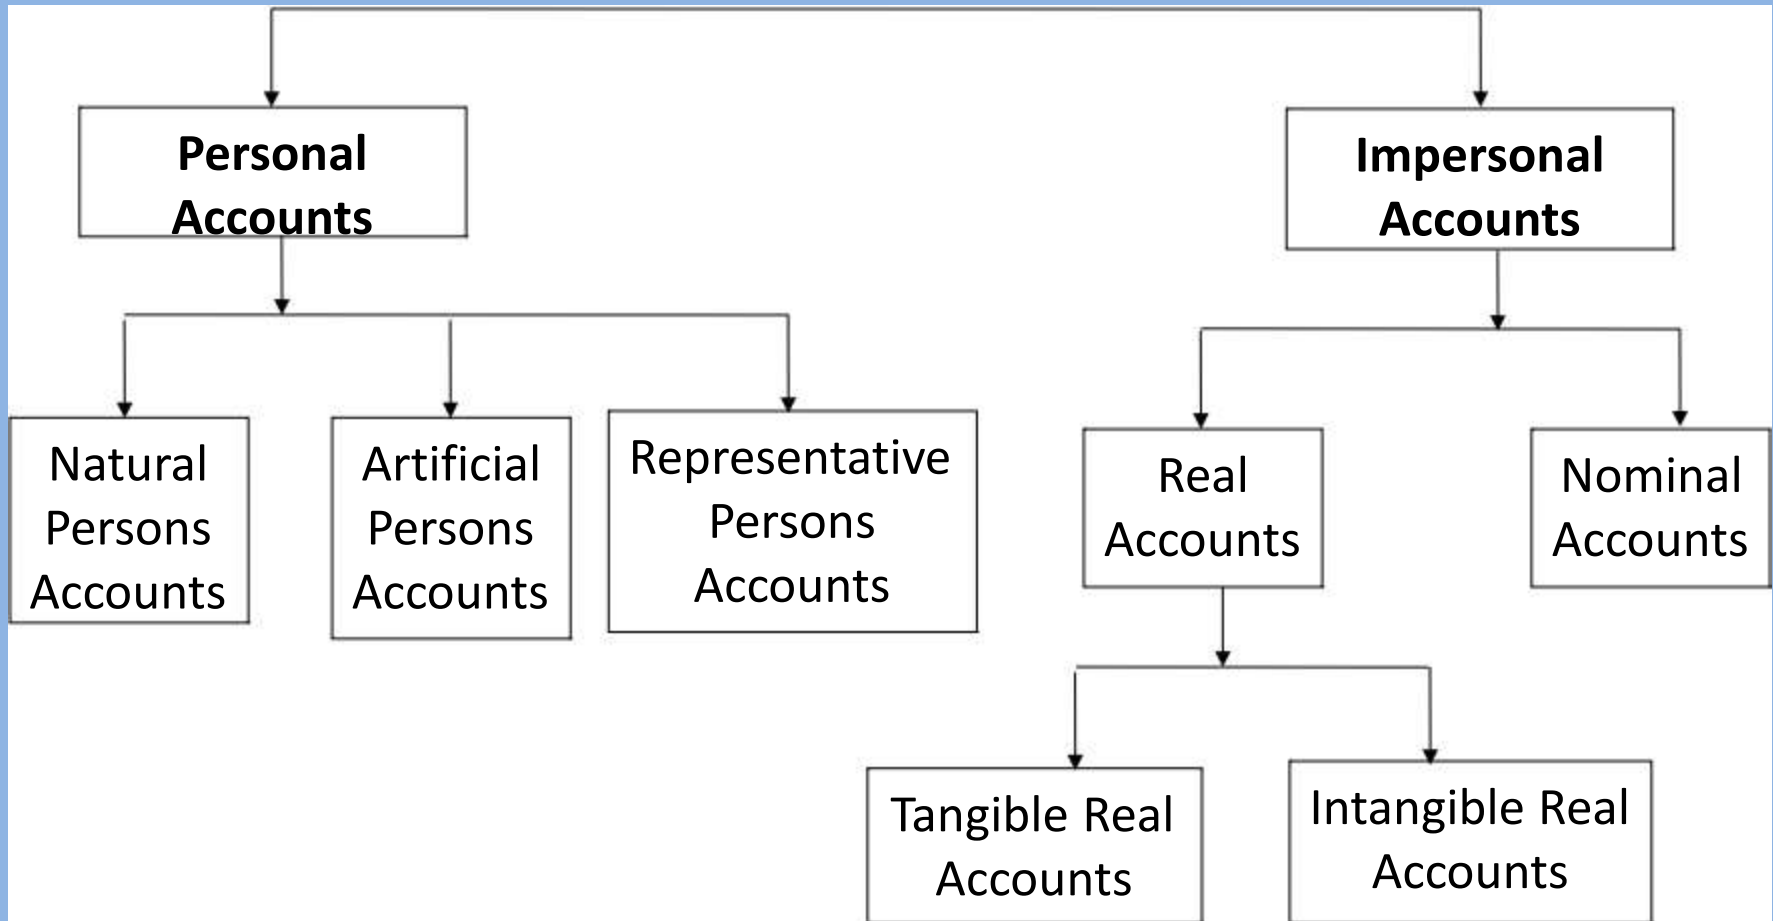 Personal
Accounts
Impersonal
Accounts
Natural
Persons
Accounts
Artificial
Persons
Accounts
Representative
Persons
Accounts
Real
Accounts
Nominal
Accounts
Tangible Real
Accounts
Intangible Real
Accounts